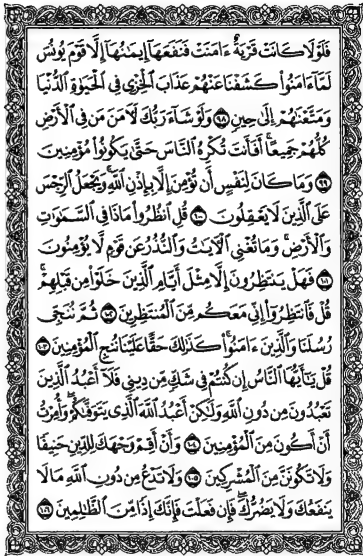 فَلَوْلَا كَانَتْ قَرْيَةٌ ءَامَنَتْ فَنَفَعَهَآ إِيمَٰنُهَآ إِلَّا قَوْمَ يُونُسَ
لَمَّآ ءَامَنُوا۟ كَشَفْنَا عَنْهُمْ عَذَابَ ٱلْخِزْىِ فِى ٱلْحَيَوٰةِ ٱلدُّنْيَا
وَمَتَّعْنَٰهُمْ إِلَىٰ حِينٍ ٩٨ وَلَوْ شَآءَ رَبُّكَ لَءَامَنَ مَن فِى ٱلْأَرْضِ
كُلُّهُمْ جَمِيعًا ۚ أَفَأَنتَ تُكْرِهُ ٱلنَّاسَ حَتَّىٰ يَكُونُوا۟ مُؤْمِنِينَ
٩٩ وَمَا كَانَ لِنَفْسٍ أَن تُؤْمِنَ إِلَّا بِإِذْنِ ٱللَّهِ ۚ وَيَجْعَلُ ٱلرِّجْسَ
عَلَى ٱلَّذِينَ لَا يَعْقِلُونَ ١٠٠ قُلِ ٱنظُرُوا۟ مَاذَا فِى ٱلسَّمَٰوَٰتِ
وَٱلْأَرْضِ ۚ وَمَا تُغْنِى ٱلْءَايَٰتُ وَٱلنُّذُرُ عَن قَوْمٍ لَّا يُؤْمِنُونَ
١٠١ فَهَلْ يَنتَظِرُونَ إِلَّا مِثْلَ أَيَّامِ ٱلَّذِينَ خَلَوْا۟ مِن قَبْلِهِمْ ۚ
قُلْ فَٱنتَظِرُوٓا۟ إِنِّى مَعَكُم مِّنَ ٱلْمُنتَظِرِينَ ١٠٢ ثُمَّ نُنَجِّى
رُسُلَنَا وَٱلَّذِينَ ءَامَنُوا۟ ۚ كَذَٰلِكَ حَقًّا عَلَيْنَا نُنجِ ٱلْمُؤْمِنِينَ ١٠٣
قُلْ يَٰٓأَيُّهَا ٱلنَّاسُ إِن كُنتُمْ فِى شَكٍّ مِّن دِينِى فَلَآ أَعْبُدُ ٱلَّذِينَ
تَعْبُدُونَ مِن دُونِ ٱللَّهِ وَلَٰكِنْ أَعْبُدُ ٱللَّهَ ٱلَّذِى يَتَوَفَّىٰكُمْ ۖ وَأُمِرْتُ
أَنْ أَكُونَ مِنَ ٱلْمُؤْمِنِينَ ١٠٤ وَأَنْ أَقِمْ وَجْهَكَ لِلدِّينِ حَنِيفًا
وَلَا تَكُونَنَّ مِنَ ٱلْمُشْرِكِينَ ١٠٥ وَلَا تَدْعُ مِن دُونِ ٱللَّهِ مَا لَا
يَنفَعُكَ وَلَا يَضُرُّكَ ۖ فَإِن فَعَلْتَ فَإِنَّكَ إِذًا مِّنَ ٱلظَّٰلِمِينَ ١٠٦